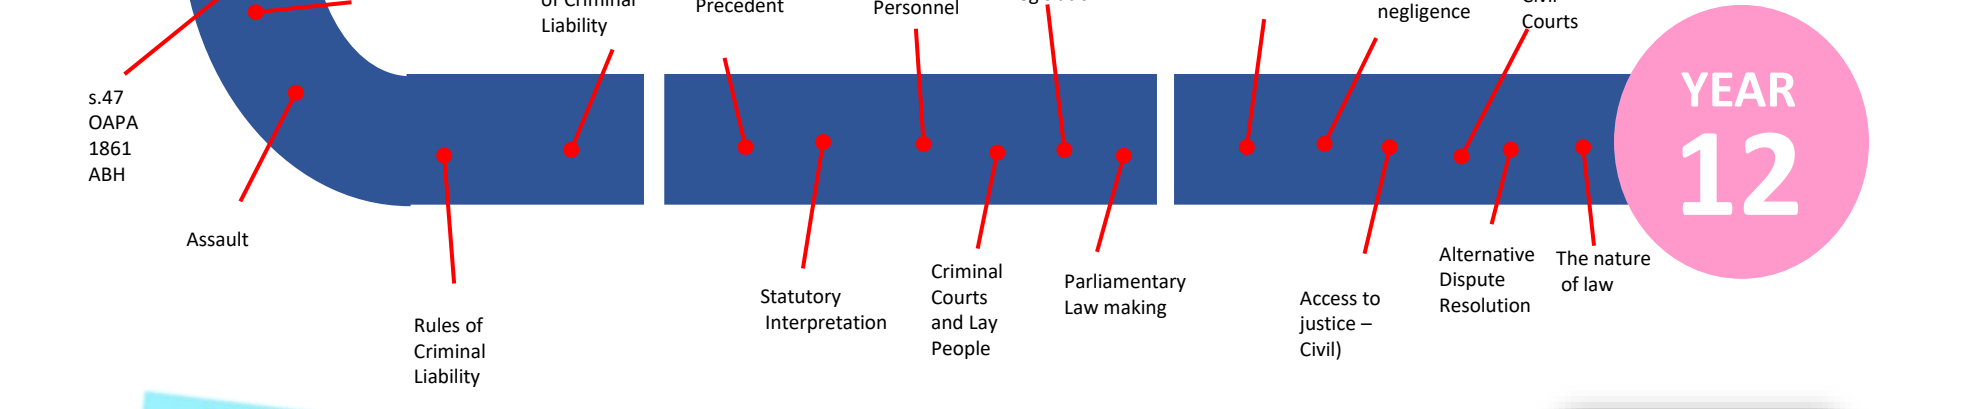 of Criminal
Liability
Precedent
Personnel
negligence
Civil
Courts
YEAR
12
s.47
OAPA
1861
ABH
Assault
Rules of
Criminal
Liability
Statutory
Interpretation
Criminal
Courts
and Lay
People
Parliamentary
Law making
Access to
justice –
Civil)
Alternative
Dispute
Resolution
The nature
of law